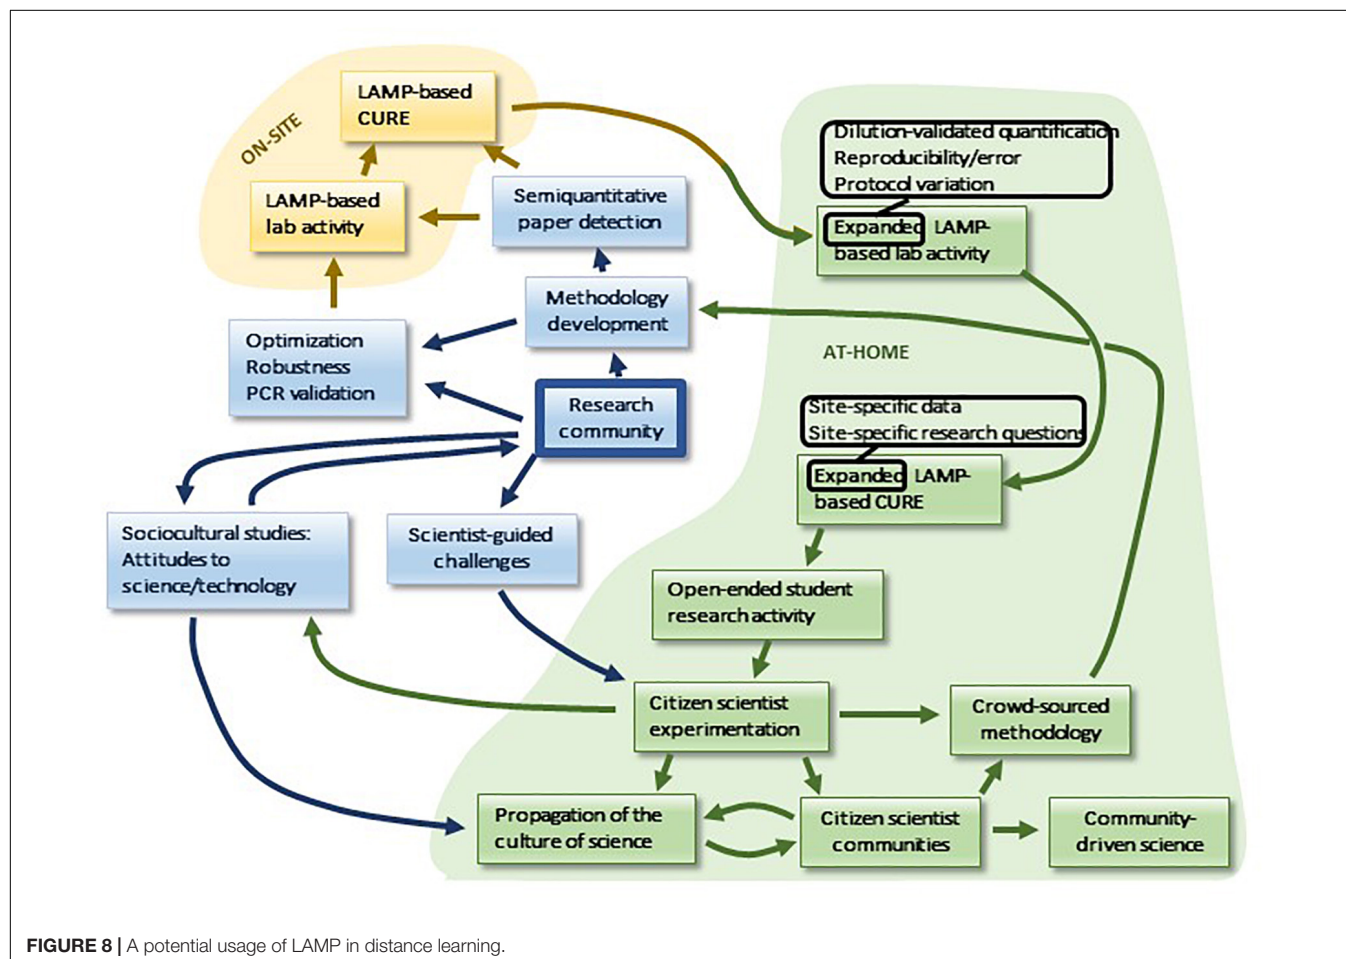 LAMP-based
CURE
ON-SITE
LAMP-based
lab activity
Semiquantitative
paper detection
Methodology
development
Optimization
Robustness
PCR validation
Research
community
Sociocultural studies:
Attitudes to
science/technology
Scientist-guided
challenges
Dilution-validated quantification
Reproducibility/error
Protocol variation
Expanded LAMP-
based lab activity
AT-HOME
Site-specific data
Site-specific research questions
Expanded LAMP-
based CURE
Open-ended student
research activity
Citizen scientist
experimentation
Crowd-sourced
methodology
Propagation of the
culture of science
Citizen scientist
communities
Community-
driven science
FIGURE 8 | A potential usage of LAMP in distance learning.